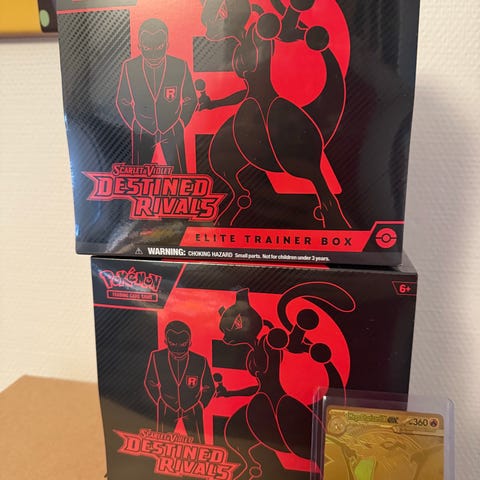 R
SCARLET & VIOLET
DESTINED
RIVALS
ELITE TRAINER BOX
WARNING: CHOKING HAZARD Small parts. Not for children under 3 years.
POKÉMON
TRADING CARD GAME
6+
R
SCARLET & VIOLET
DESTINED
RIVALS
ex 360